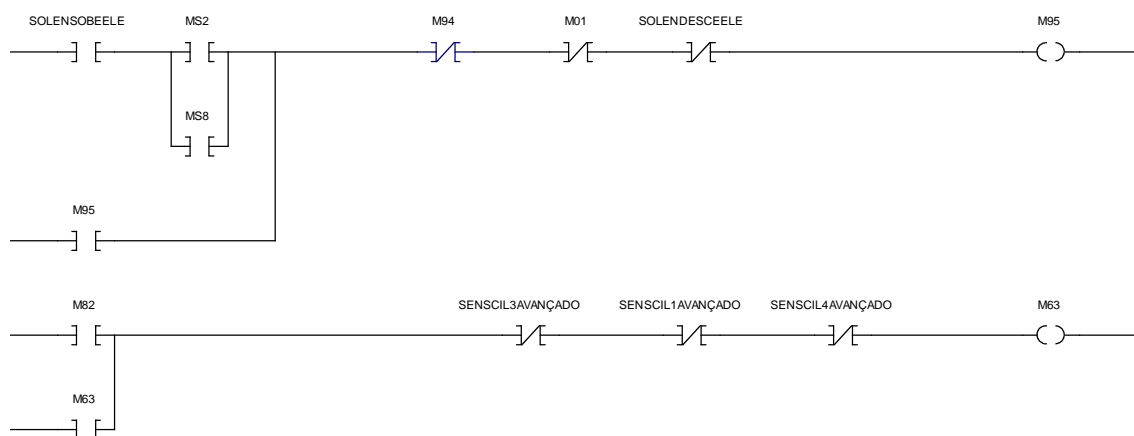 SOLENSOBEELE MS2 M94 M01 SOLENDESCEELE M95
MS8
M95
M82 SENSCIL3AVANÇADO SENSCIL1AVANÇADO SENSCIL4AVANÇADO M63
M63